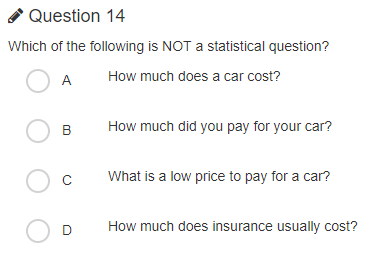 Question 14
Which of the following is NOT a statistical question?
A How much does a car cost?
B How much did you pay for your car?
C What is a low price to pay for a car?
D How much does insurance usually cost?